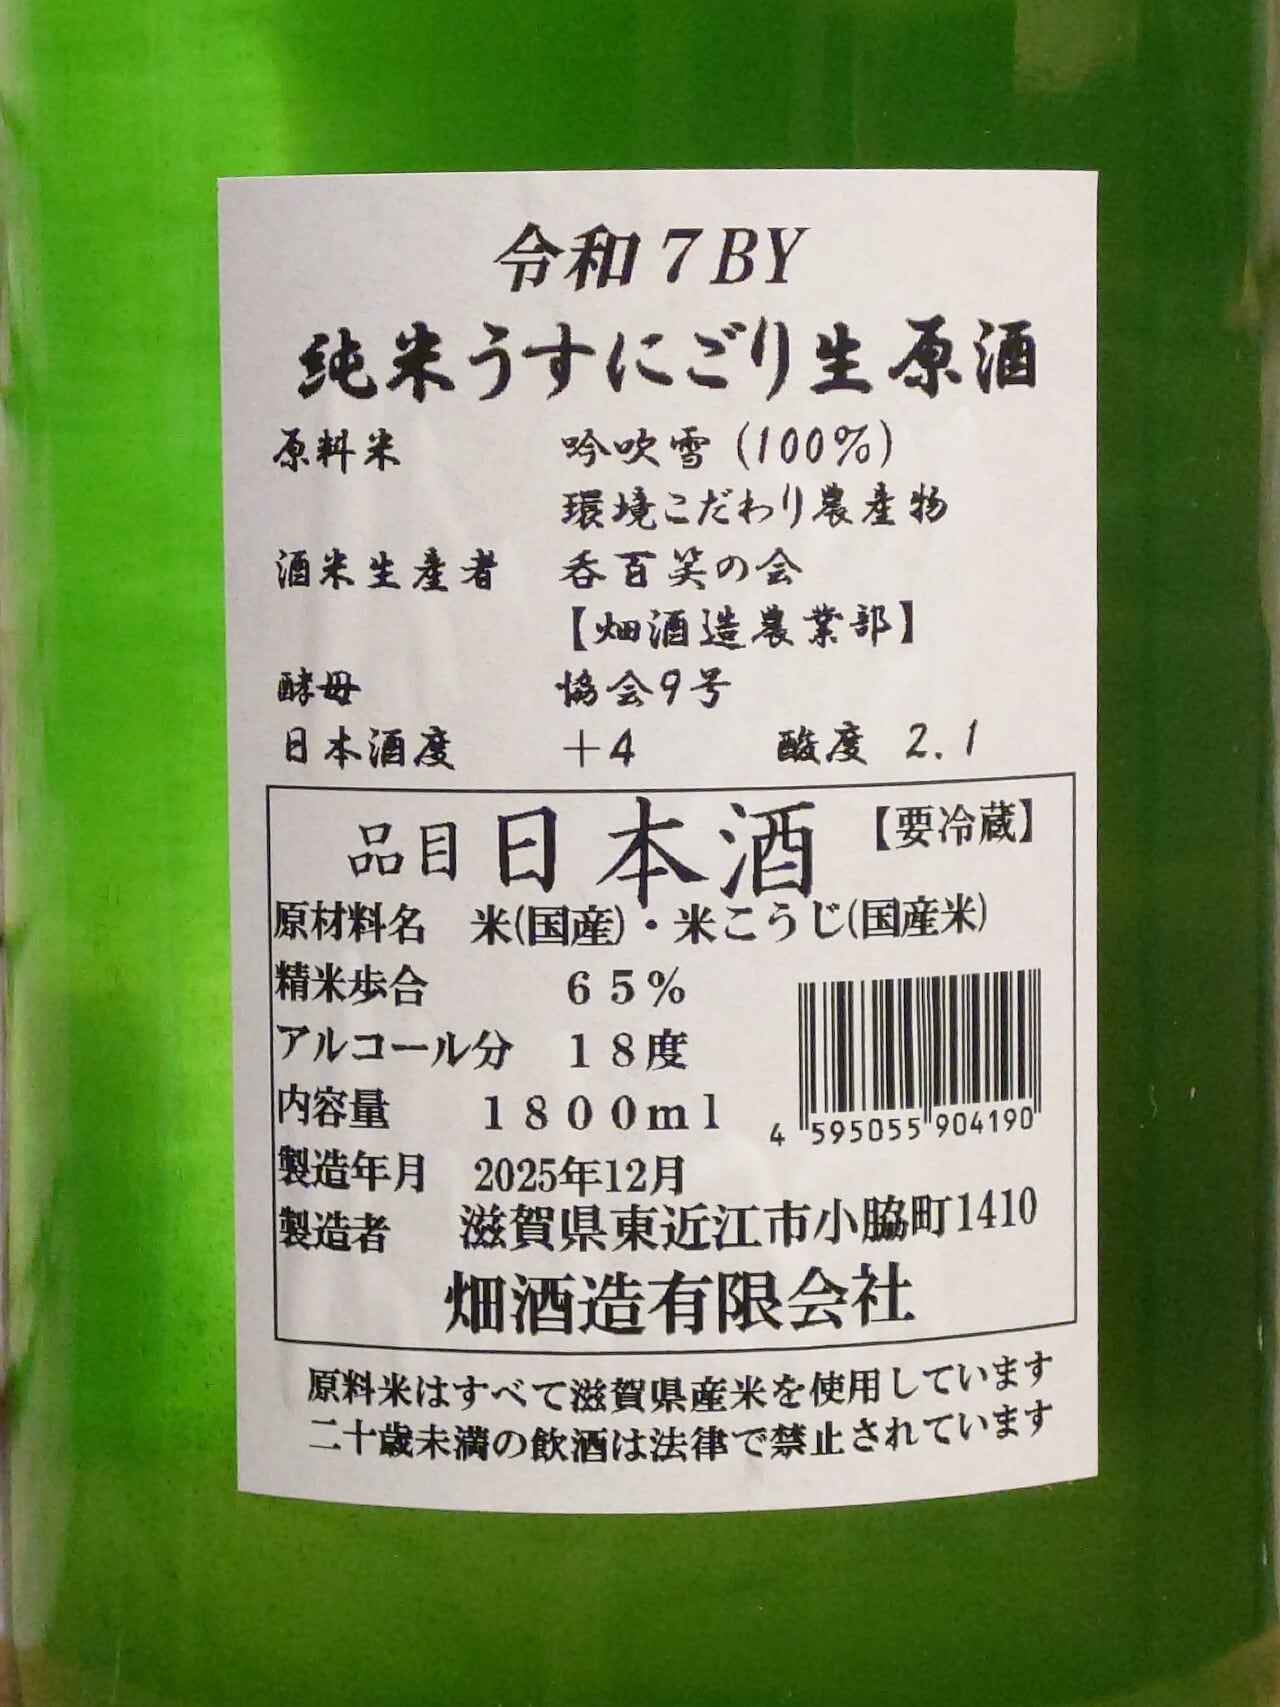 令和７BY
純米うすにごり生原酒
原料米 吟吹雪(100%)
環境こだわり農産物
酒米生産者 呑百笑の会
【畑酒造農業部】
酵母 協会9号
日本酒度 +4 酸度 2.1
品目 日本酒 【要冷蔵】
原材料名 米(国産)・米こうじ(国産米)
精米歩合 ６５％
アルコール分 １８度
内容量 １８００ｍｌ
4 595055 904190
製造年月 2025年12月
製造者 滋賀県東近江市小脇町1410
畑酒造有限会社
原料米はすべて滋賀県産米を使用しています
二十歳未満の飲酒は法律で禁止されています